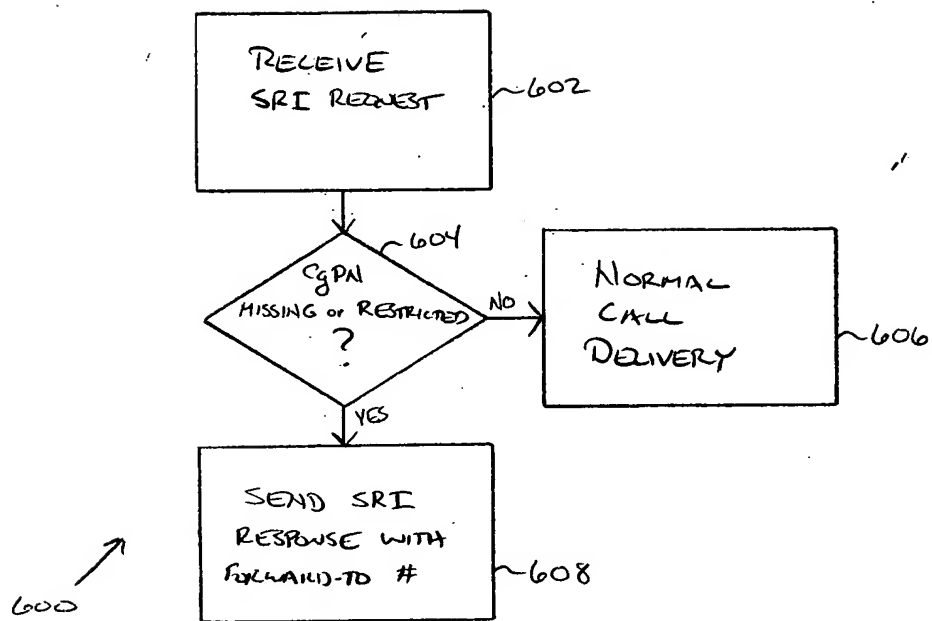 RECEIVE
SRI REQUEST
602
604
CgPN
MISSING or RESTRICTED
?
NO
NORMAL
CALL
DELIVERY
606
YES
SEND SRI
RESPONSE WITH
FORWARD-TO #
608
600